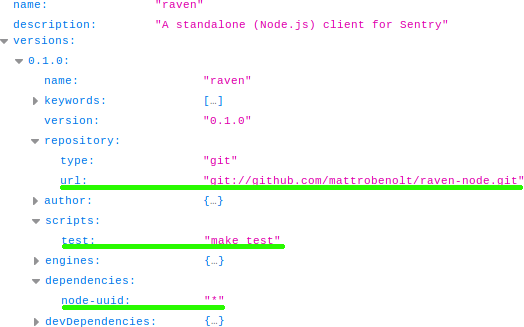 name: "raven"
description: "A standalone (Node.js) client for Sentry"
versions:
0.1.0:
name: "raven"
keywords: […]
version: "0.1.0"
repository:
type: "git"
url: "git://github.com/mattrobenolt/raven-node.git"
author: {…}
scripts:
test: "make test"
engines: {…}
dependencies:
node-uuid: "*"
devDependencies: {…}